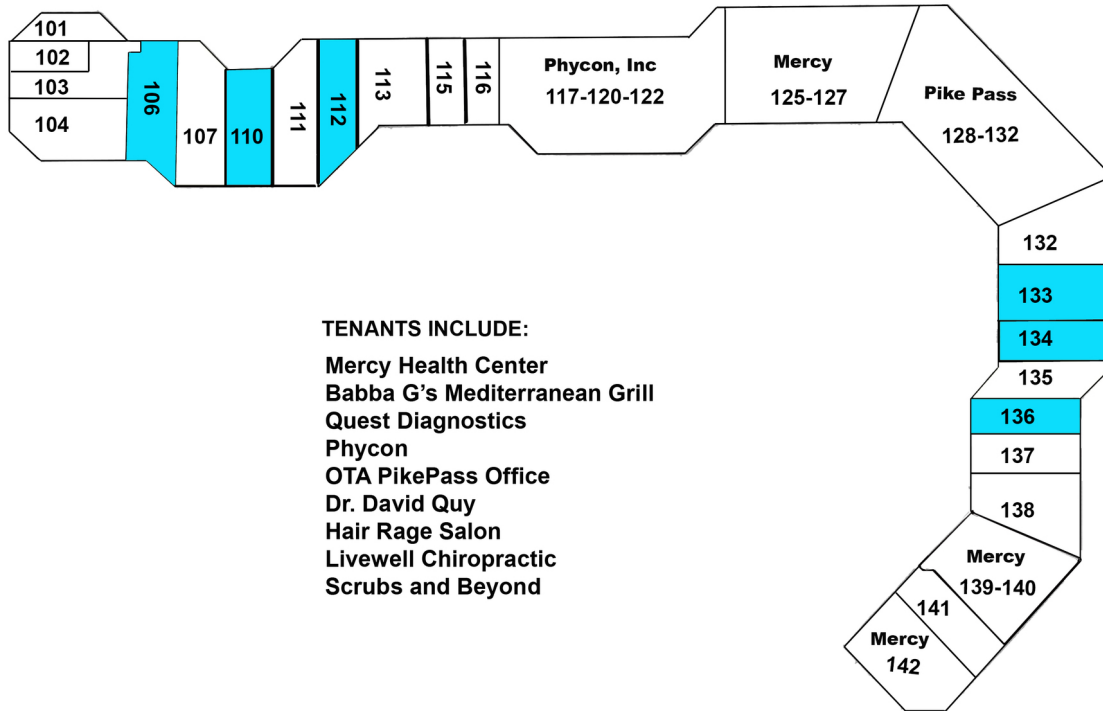 101
102
103
104
106
107
110
111
112
113
115
116
Phycon, Inc
117-120-122
Mercy
125-127
Pike Pass
128-132
132
133
134
135
136
137
138
Mercy
139-140
141
Mercy
142
TENANTS INCLUDE:
Mercy Health Center
Babba G’s Mediterranean Grill
Quest Diagnostics
Phycon
OTA PikePass Office
Dr. David Quy
Hair Rage Salon
Livewell Chiropractic
Scrubs and Beyond